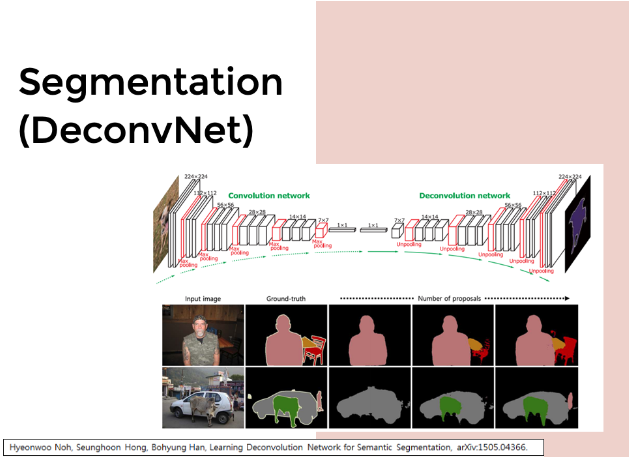 Segmentation
(DeconvNet)
224×224
112×112
56×56
28×28
14×14
7×7
1×1
1×1
7×7
14×14
28×28
56×56
112×112
224×224
Convolution network
Deconvolution network
Max
pooling
Max
pooling
Max
pooling
Max
pooling
Max
pooling
Unpooling
Unpooling
Unpooling
Unpooling
Unpooling
Input image
Ground-truth
Number of proposals
Hyeonwoo Noh, Seunghoon Hong, Bohyung Han, Learning Deconvolution Network for Semantic Segmentation, arXiv:1505.04366.